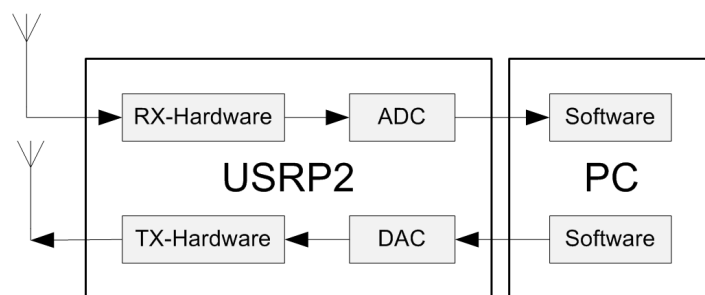 RX-Hardware ADC Software
USRP2 PC
TX-Hardware DAC Software